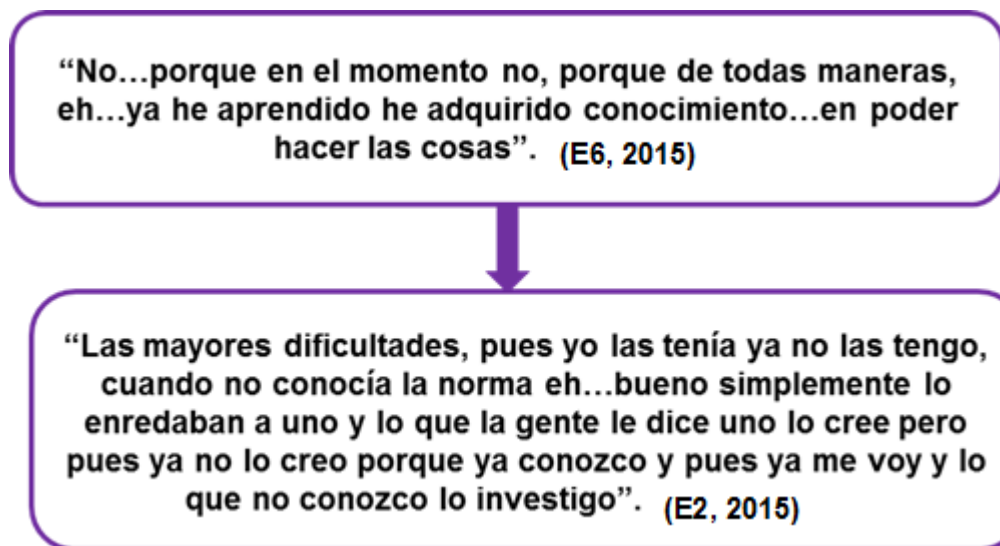 “No…porque en el momento no, porque de todas maneras,
eh…ya he aprendido he adquirido conocimiento…en poder
hacer las cosas”. (E6, 2015)
“Las mayores dificultades, pues yo las tenía ya no las tengo,
cuando no conocía la norma eh…bueno simplemente lo
enredaban a uno y lo que la gente le dice uno lo cree pero
pues ya no lo creo porque ya conozco y pues ya me voy y lo
que no conozco lo investigo”. (E2, 2015)